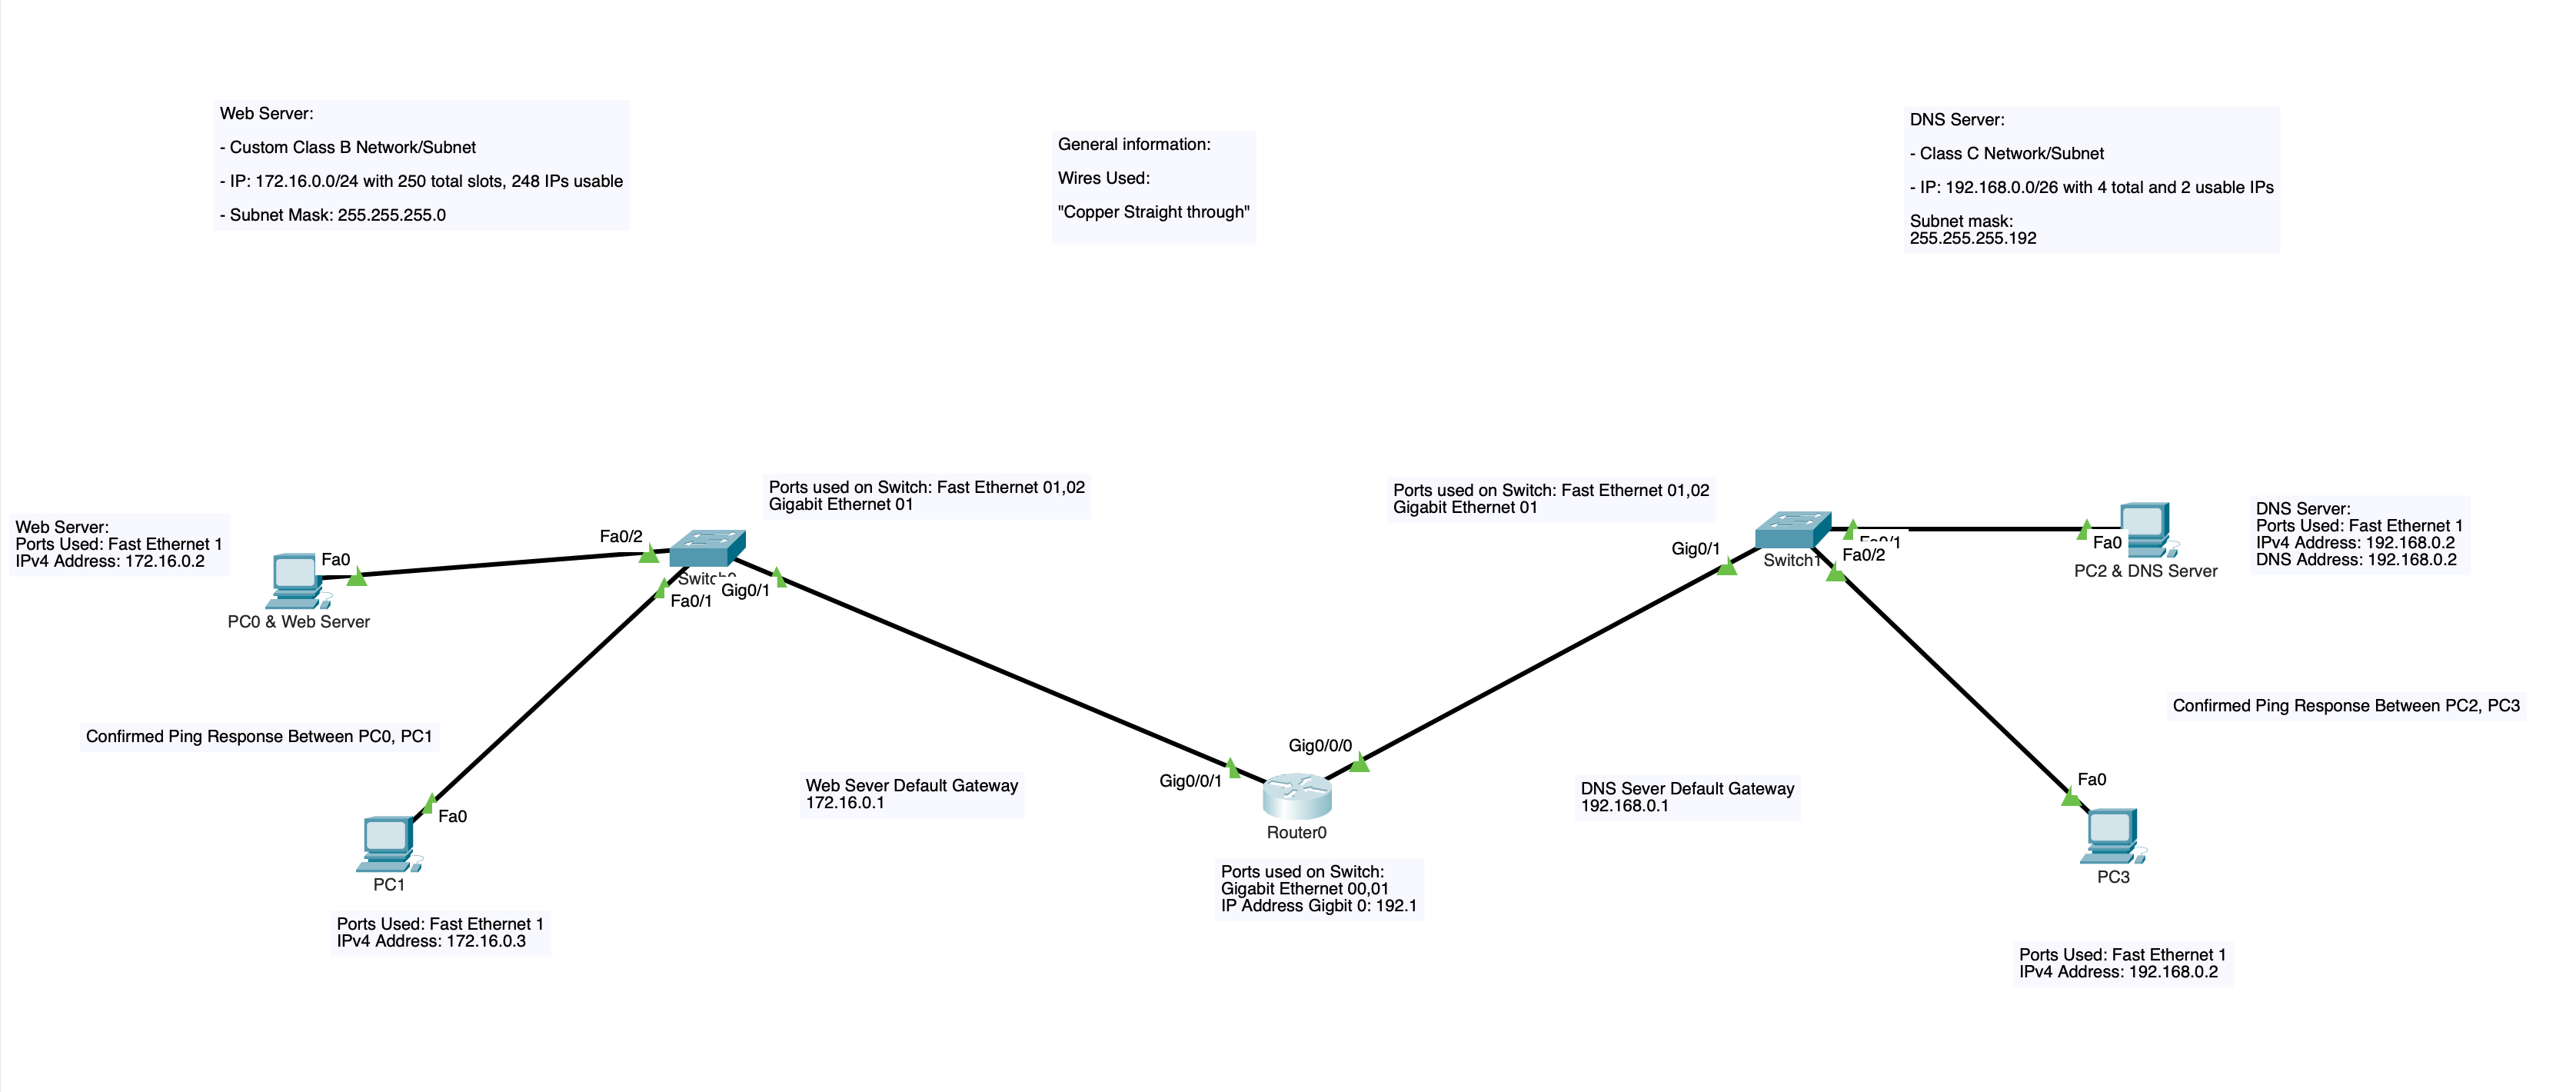 Web Server:
- Custom Class B Network/Subnet
- IP: 172.16.0.0/24 with 250 total slots, 248 IPs usable
- Subnet Mask: 255.255.255.0
General information:
Wires Used:
"Copper Straight through"
DNS Server:
- Class C Network/Subnet
- IP: 192.168.0.0/26 with 4 total and 2 usable IPs
Subnet mask:
255.255.255.192
Web Server:
Ports Used: Fast Ethernet 1
IPv4 Address: 172.16.0.2
Fa0
PC0 & Web Server
Fa0/2
Fa0/1
Gig0/1
Ports used on Switch: Fast Ethernet 01,02
Gigabit Ethernet 01
Ports used on Switch: Fast Ethernet 01,02
Gigabit Ethernet 01
Gig0/1
Switch1
Fa0/2
Fa0
PC2 & DNS Server
DNS Server:
Ports Used: Fast Ethernet 1
IPv4 Address: 192.168.0.2
DNS Address: 192.168.0.2
Confirmed Ping Response Between PC0, PC1
Fa0
PC1
Ports Used: Fast Ethernet 1
IPv4 Address: 172.16.0.3
Web Sever Default Gateway
172.16.0.1
Gig0/0/1
Gig0/0/0
Router0
Ports used on Switch:
Gigabit Ethernet 00,01
IP Address Gigbit 0: 192.1
DNS Sever Default Gateway
192.168.0.1
Confirmed Ping Response Between PC2, PC3
Fa0
PC3
Ports Used: Fast Ethernet 1
IPv4 Address: 192.168.0.2